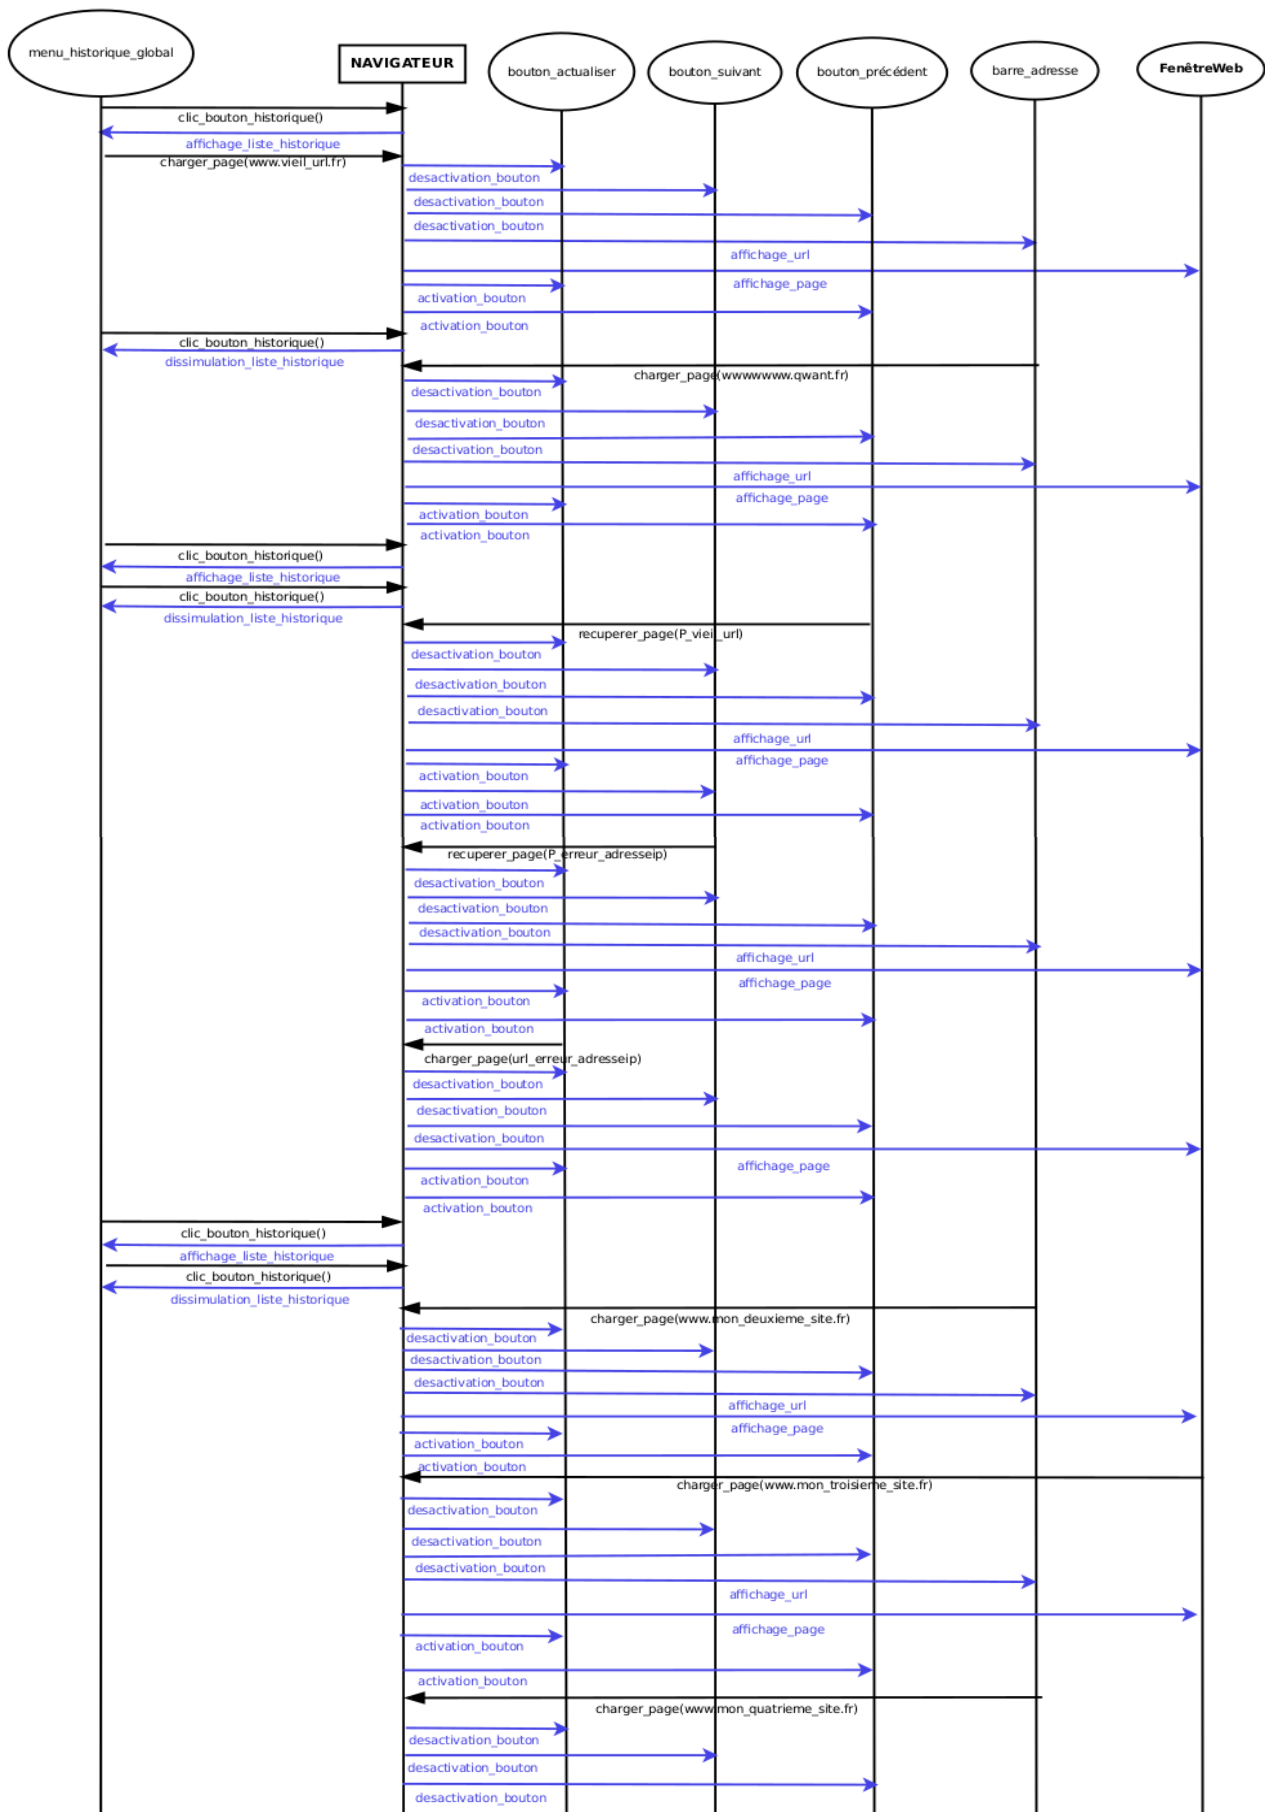 menu_historique_global
NAVIGATEUR
bouton_actualiser
bouton_suivant
bouton_précédent
barre_adresse
FenêtreWeb
clic_bouton_historique()
affichage_liste_historique
charger_page(www.vieil_url.fr)
desactivation_bouton
desactivation_bouton
desactivation_bouton
affichage_url
affichage_page
activation_bouton
activation_bouton
clic_bouton_historique()
dissimulation_liste_historique
charger_page(wwwwwww.qwant.fr)
desactivation_bouton
desactivation_bouton
desactivation_bouton
affichage_url
affichage_page
activation_bouton
activation_bouton
clic_bouton_historique()
affichage_liste_historique
clic_bouton_historique()
dissimulation_liste_historique
recuperer_page(P_vieil_url)
desactivation_bouton
desactivation_bouton
desactivation_bouton
affichage_url
affichage_page
activation_bouton
activation_bouton
activation_bouton
recuperer_page(P_erreur_adresseip)
desactivation_bouton
desactivation_bouton
desactivation_bouton
affichage_url
affichage_page
activation_bouton
activation_bouton
charger_page(url_erreur_adresseip)
desactivation_bouton
desactivation_bouton
desactivation_bouton
affichage_page
activation_bouton
activation_bouton
clic_bouton_historique()
affichage_liste_historique
clic_bouton_historique()
dissimulation_liste_historique
charger_page(www.mon_deuxieme_site.fr)
desactivation_bouton
desactivation_bouton
desactivation_bouton
affichage_url
affichage_page
activation_bouton
activation_bouton
charger_page(www.mon_troisieme_site.fr)
desactivation_bouton
desactivation_bouton
desactivation_bouton
affichage_url
affichage_page
activation_bouton
activation_bouton
charger_page(www.mon_quatrieme_site.fr)
desactivation_bouton
desactivation_bouton
desactivation_bouton